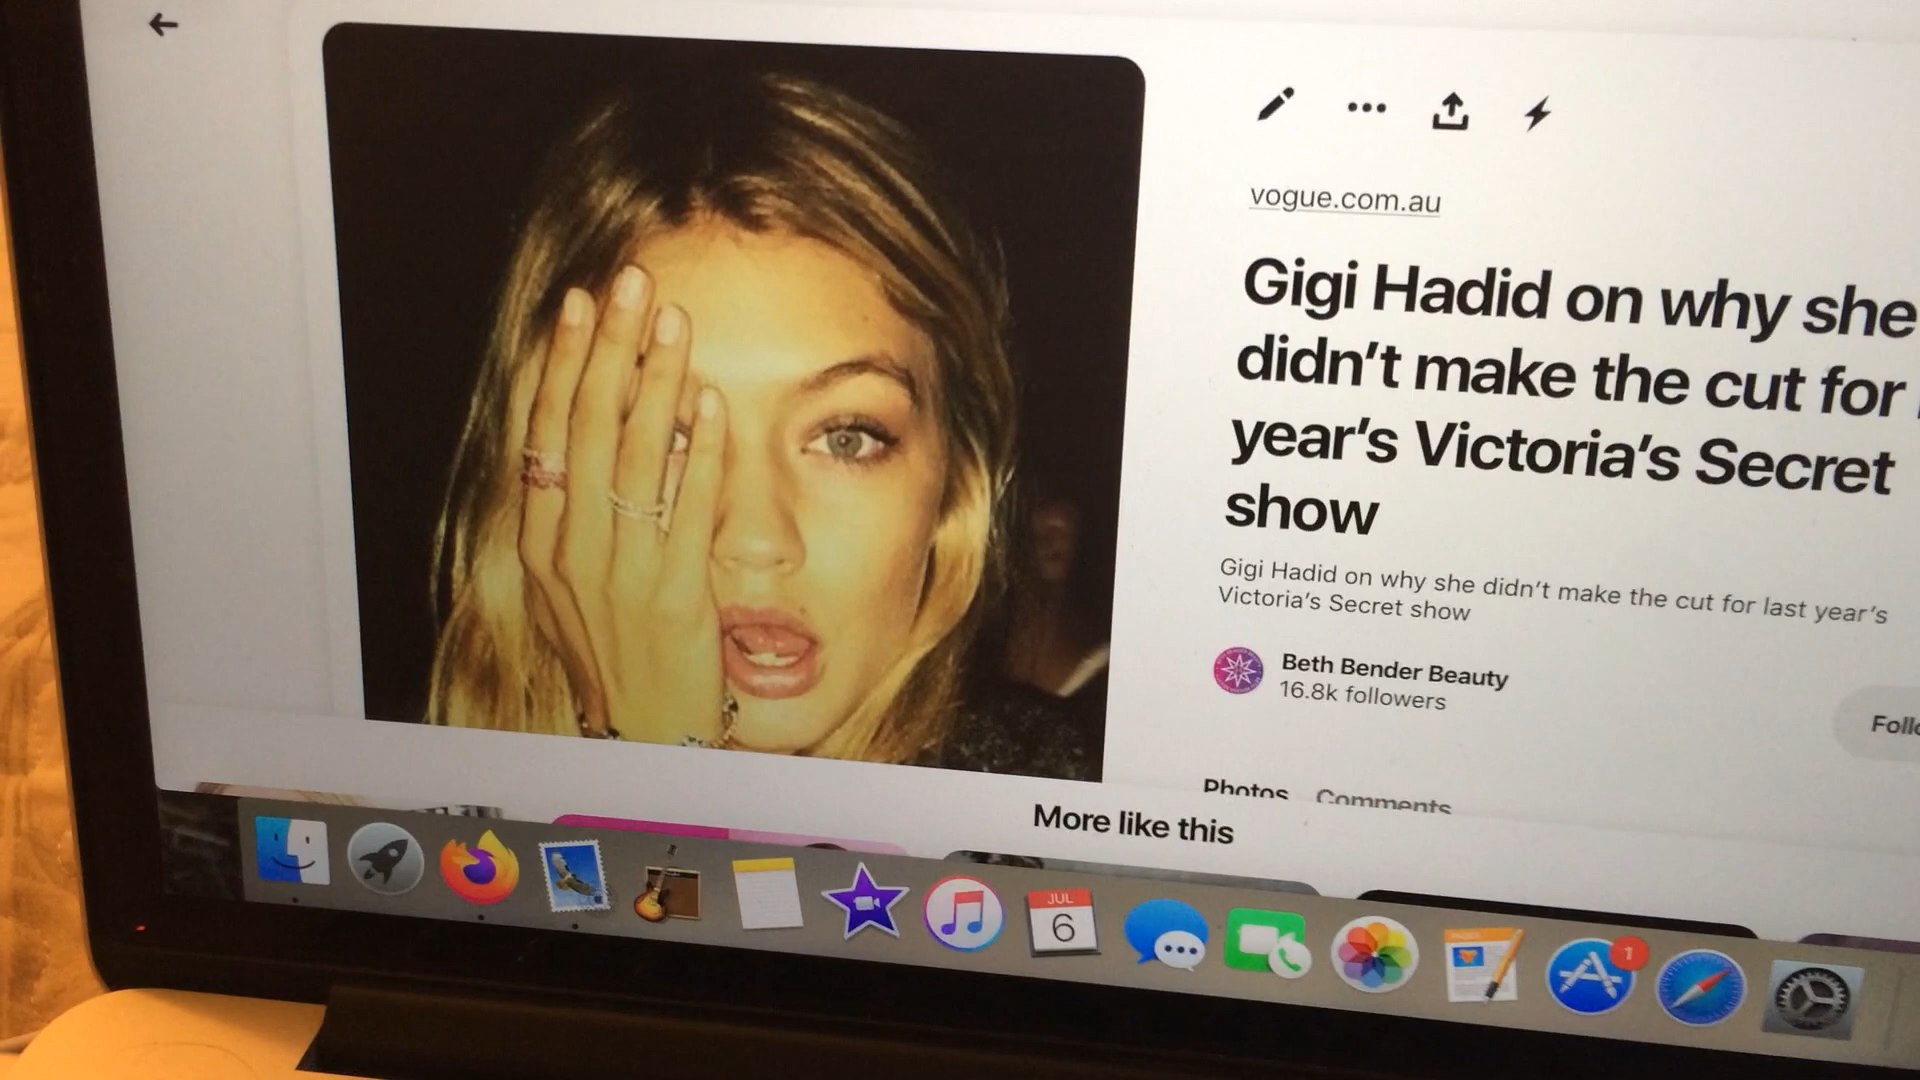 vogue.com.au
Gigi Hadid on why she
didn't make the cut for
year's Victoria's Secret
show
Gigi Hadid on why she didn't make the cut for last year's
Victoria's Secret show
Beth Bender Beauty
16.8k followers
Photos Comments
More like this
JUL
6
PAGES
1